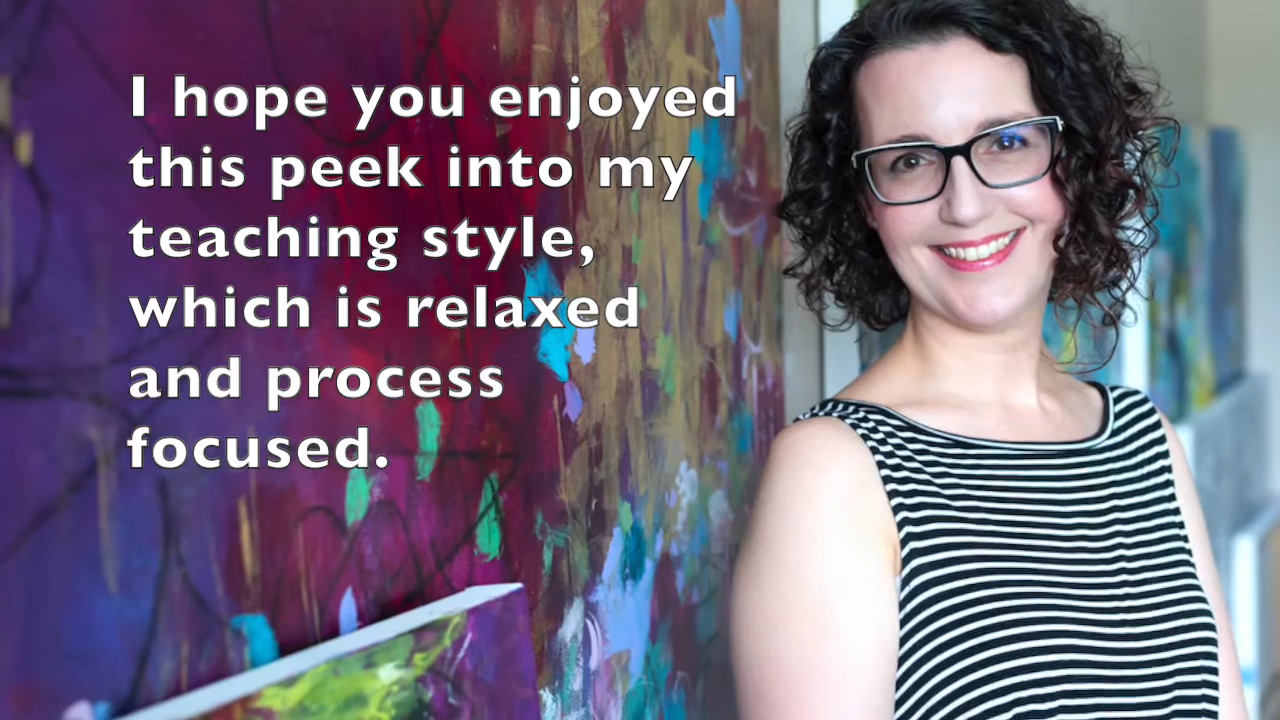 I hope you enjoyed
this peek into my
teaching style,
which is relaxed
and process
focused.